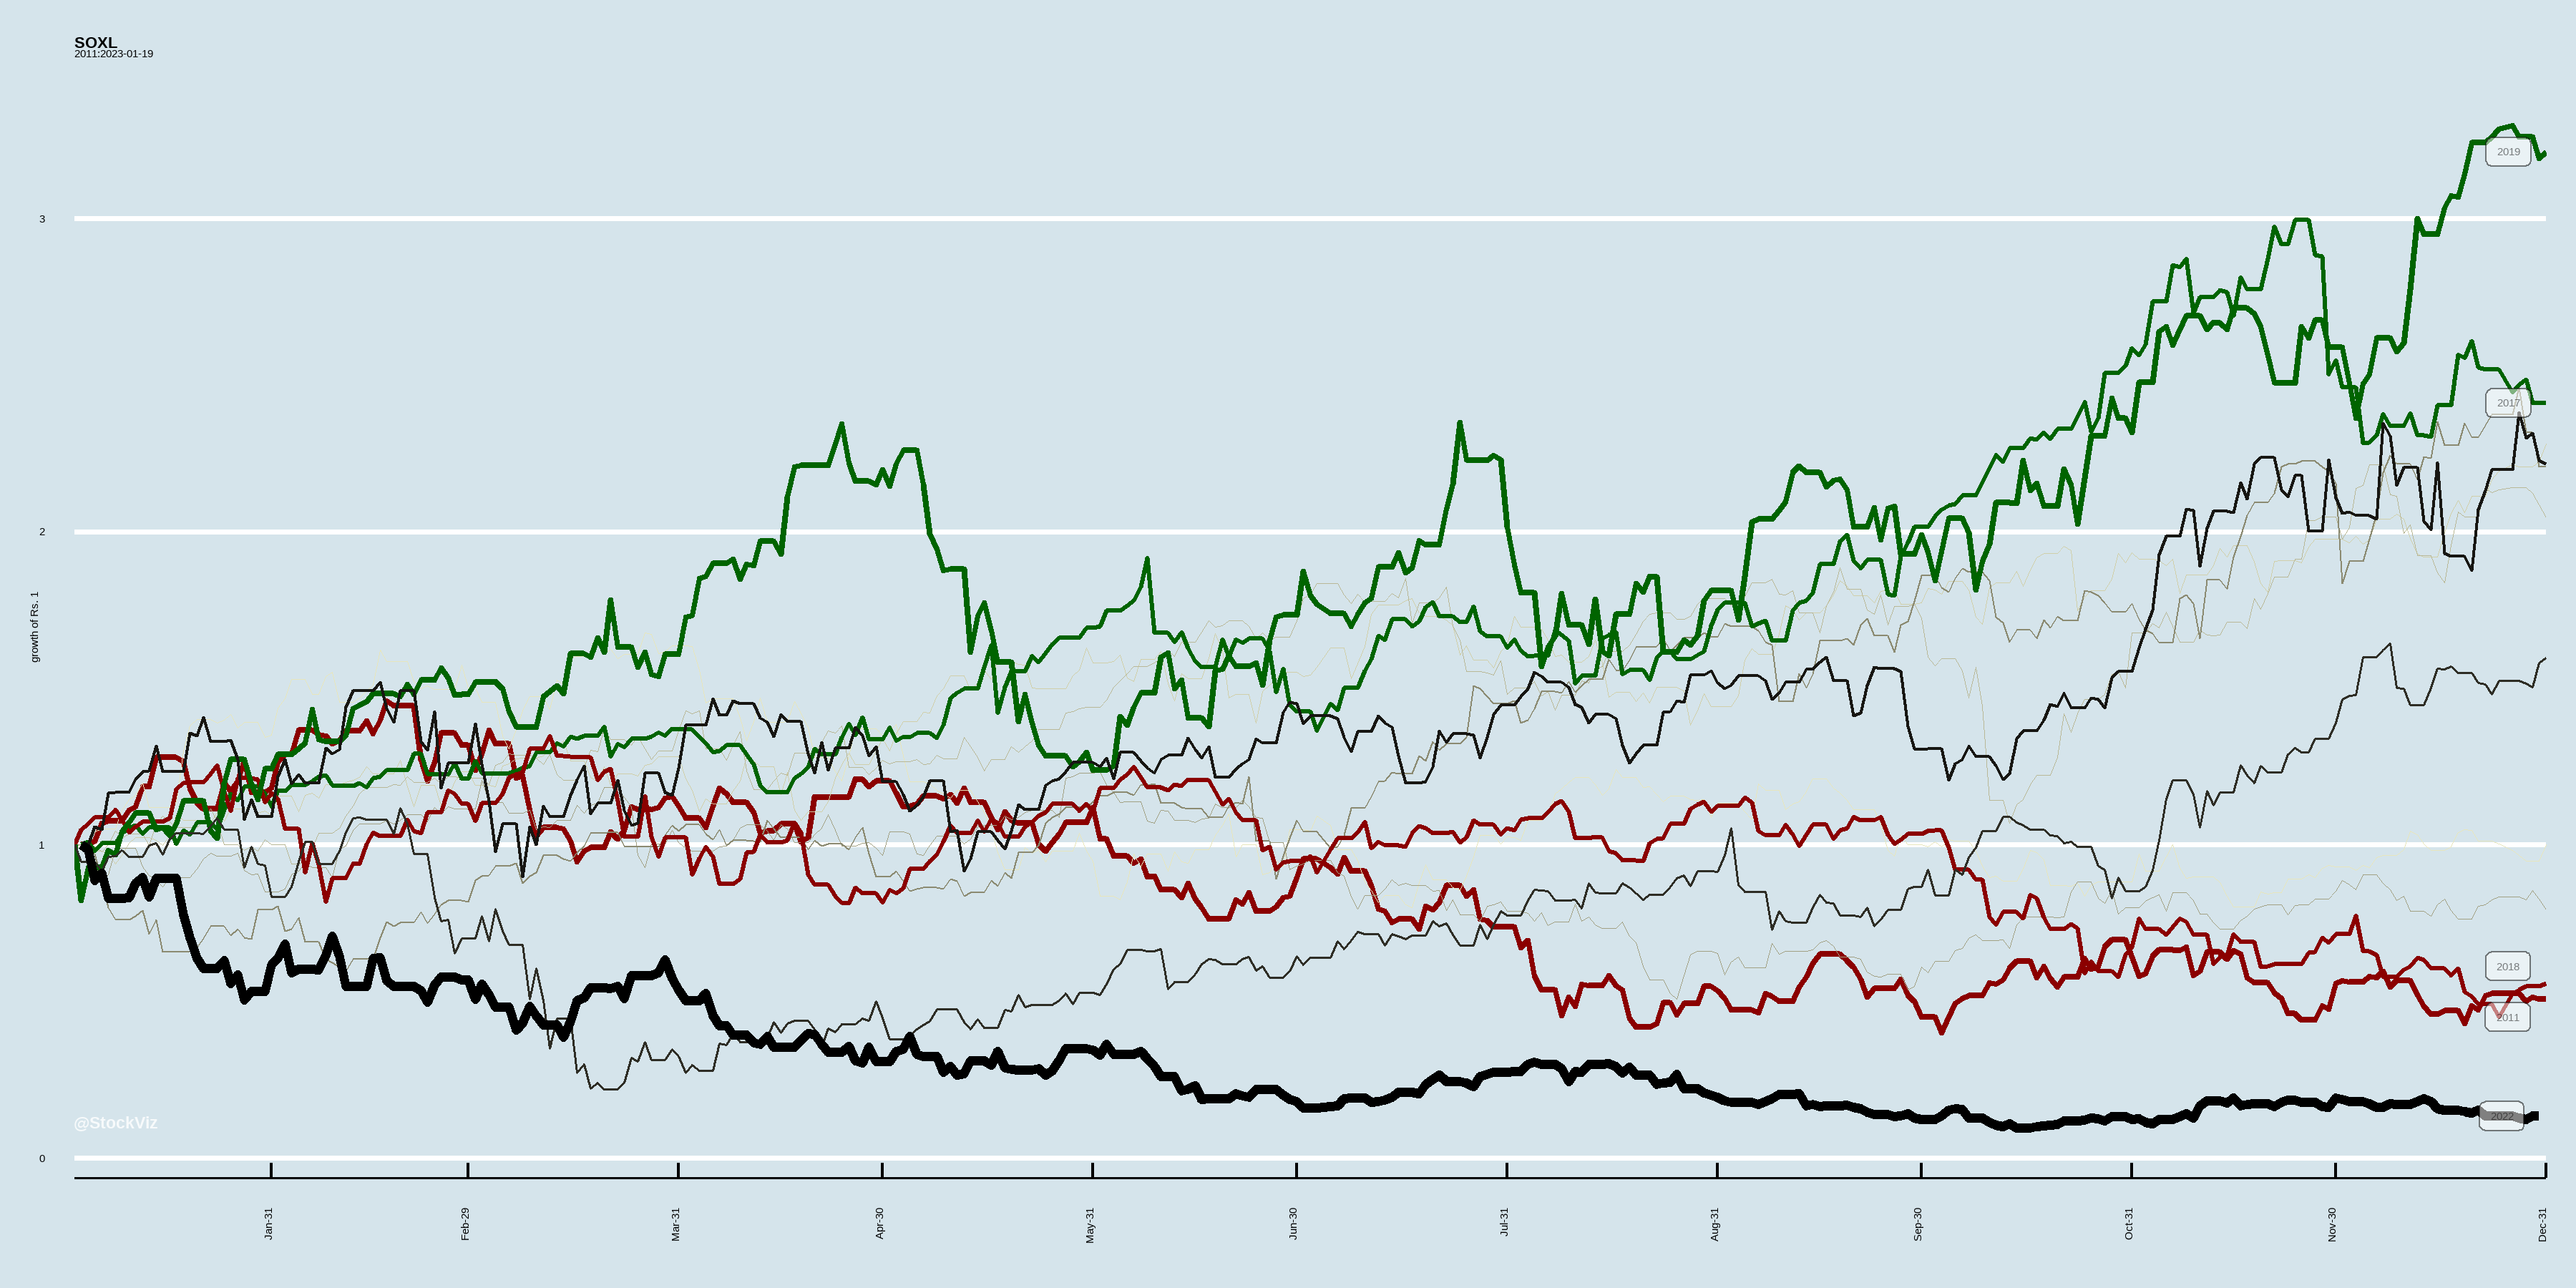 SOXL
2011:2023-01-19
growth of Rs. 1
3
2
1
0
2019
2017
2018
2011
2022
@StockViz
Jan-31
Feb-29
Mar-31
Apr-30
May-31
Jun-30
Jul-31
Aug-31
Sep-30
Oct-31
Nov-30
Dec-31